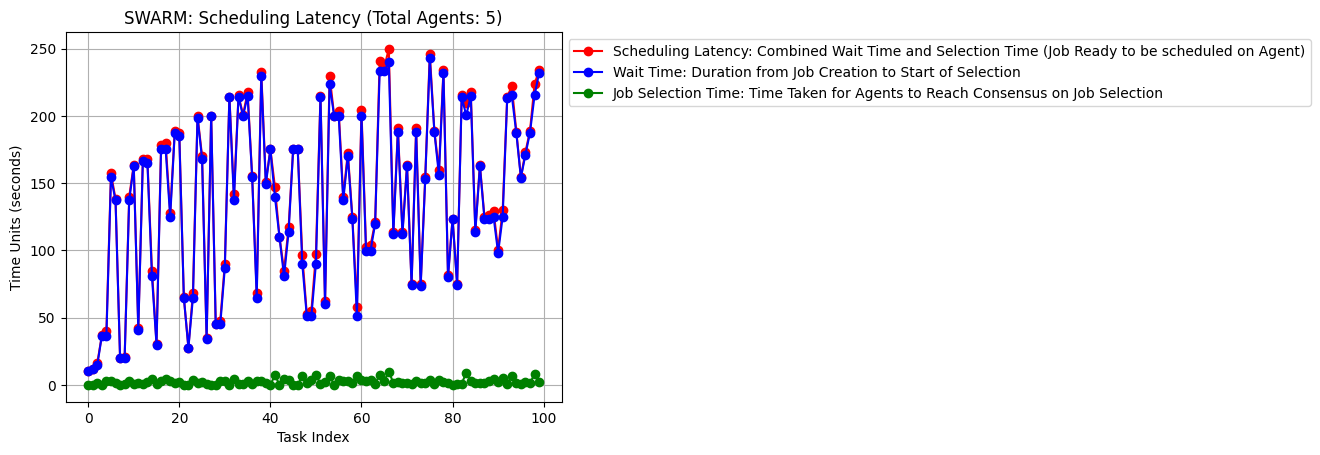 SWARM: Scheduling Latency (Total Agents: 5)
Scheduling Latency: Combined Wait Time and Selection Time (Job Ready to be scheduled on Agent)
Wait Time: Duration from Job Creation to Start of Selection
Job Selection Time: Time Taken for Agents to Reach Consensus on Job Selection
Time Units (seconds)
250
200
150
100
50
0
0 20 40 60 80 100
Task Index